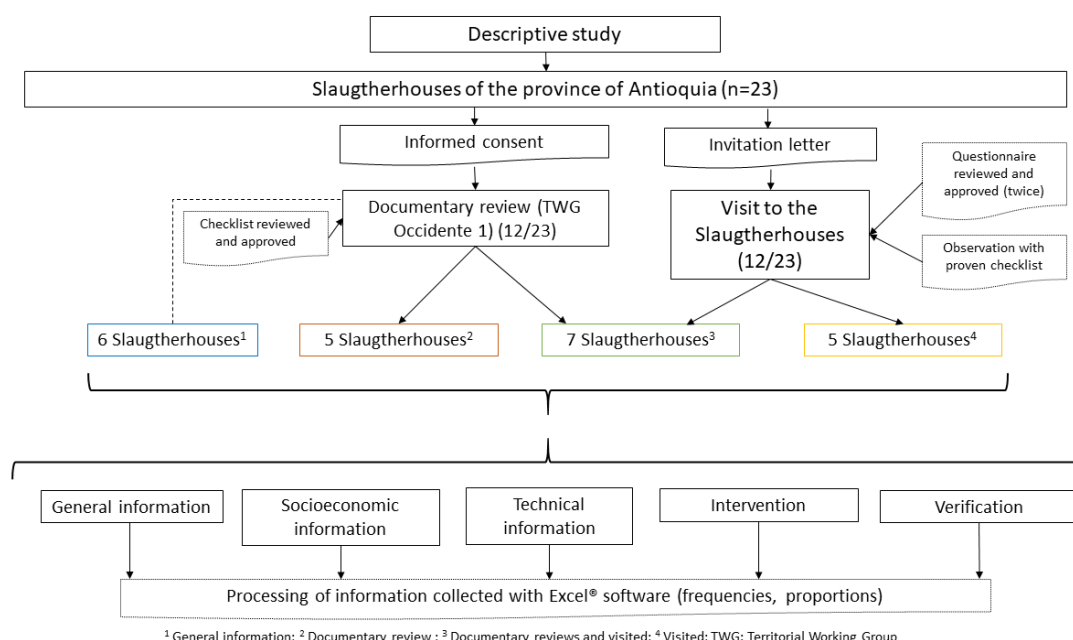 Descriptive study
Slaugtherhouses of the province of Antioquia (n=23)
Informed consent
Invitation letter
Questionnaire
reviewed and
approved (twice)
Checklist reviewed
and approved
Documentary review (TWG
Occidente 1) (12/23)
Visit to the
Slaugtherhouses
(12/23)
Observation with
proven checklist
6 Slaugtherhouses¹
5 Slaugtherhouses²
7 Slaugtherhouses³
5 Slaugtherhouses⁴
General information
Socioeconomic
information
Technical
information
Intervention
Verification
Processing of information collected with Excel® software (frequencies, proportions)
¹ General information; ² Documentary review ; ³ Documentary reviews and visited; ⁴ Visited; TWG: Territorial Working Group